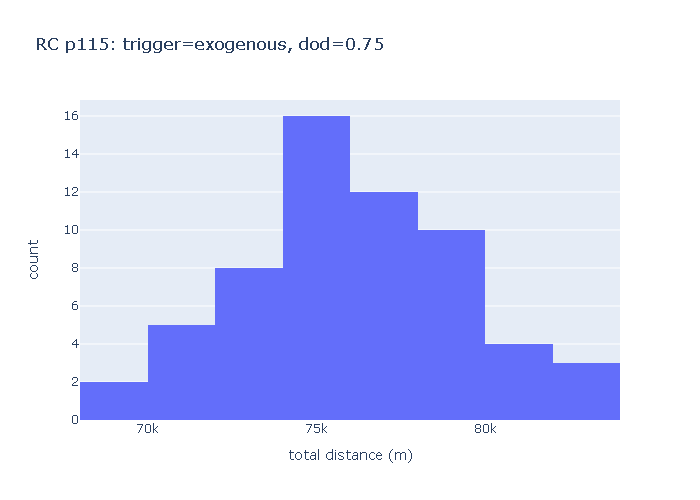 RC p115: trigger=exogenous, dod=0.75
16
14
12
10
8
6
4
2
0
count
70k
75k
80k
total distance (m)